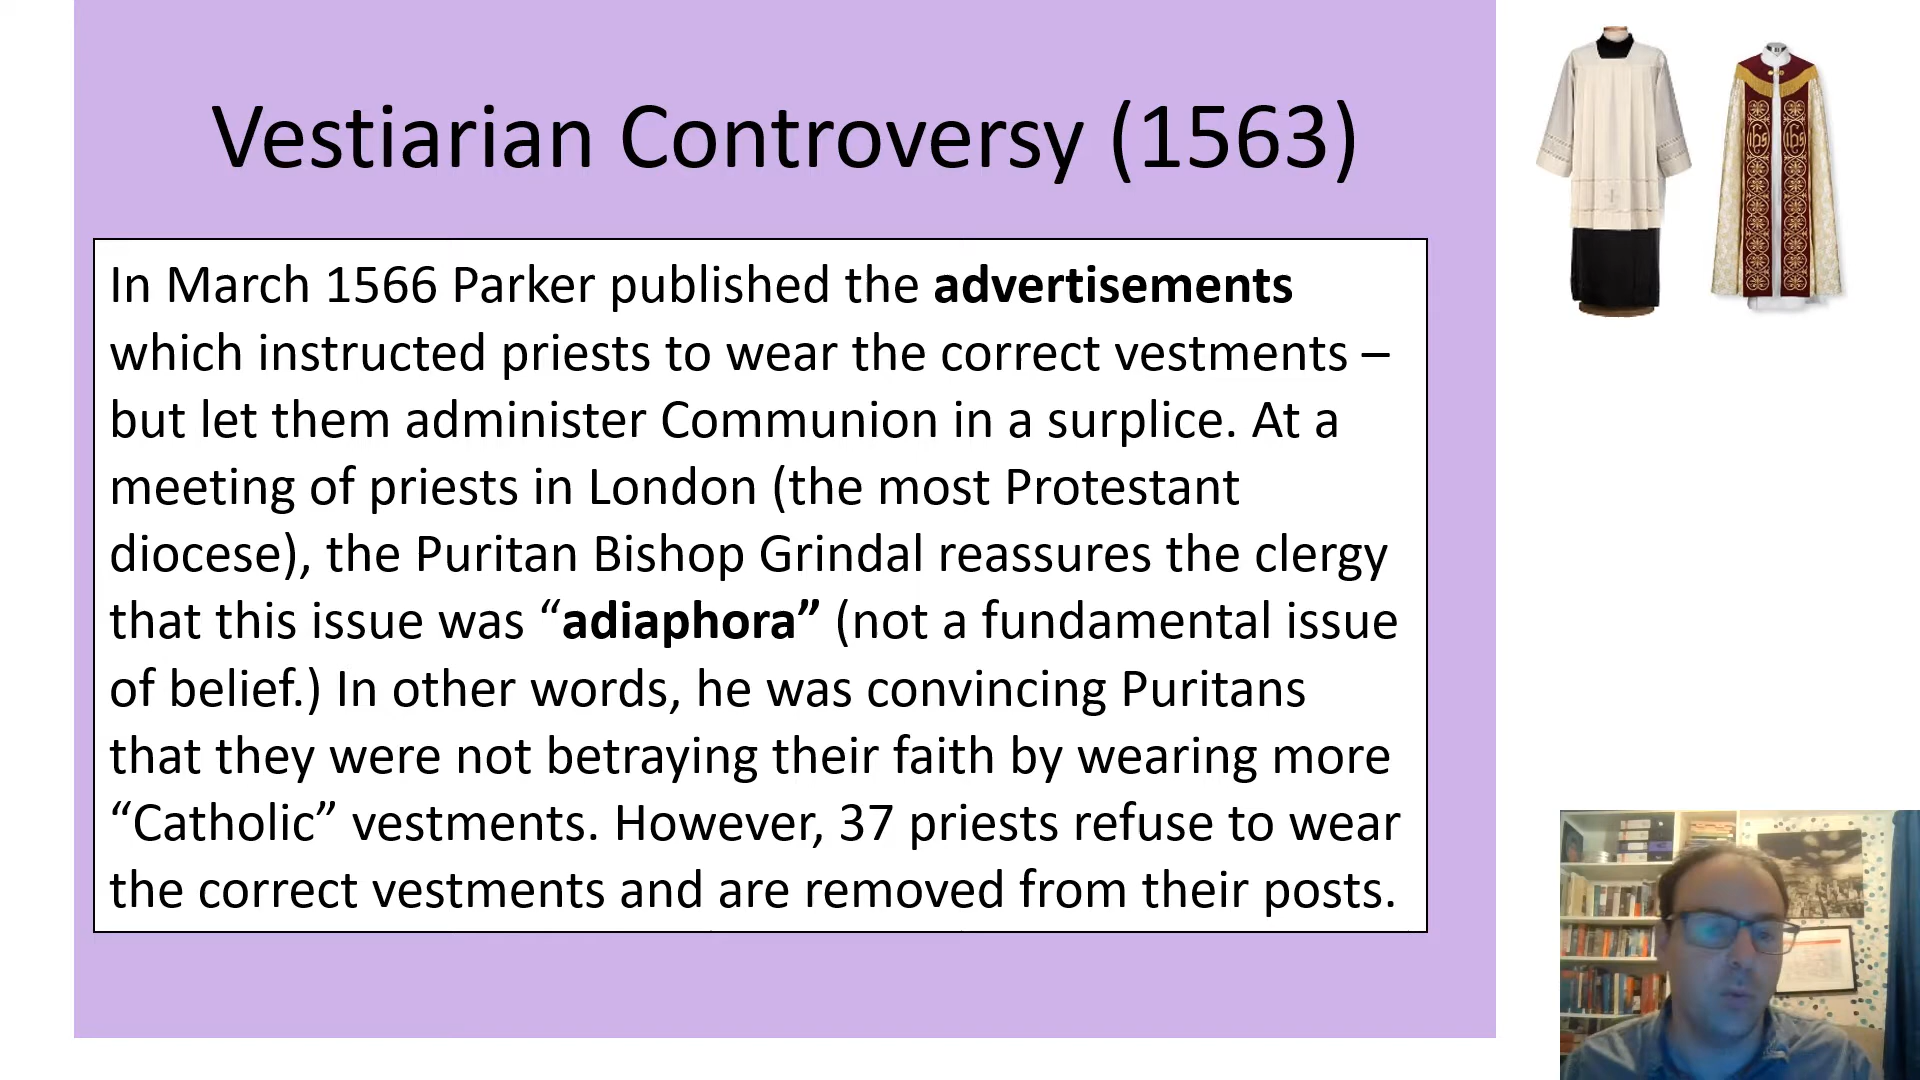 Vestiarian Controversy (1563)
In March 1566 Parker published the advertisements
which instructed priests to wear the correct vestments –
but let them administer Communion in a surplice. At a
meeting of priests in London (the most Protestant
diocese), the Puritan Bishop Grindal reassures the clergy
that this issue was “adiaphora” (not a fundamental issue
of belief.) In other words, he was convincing Puritans
that they were not betraying their faith by wearing more
“Catholic” vestments. However, 37 priests refuse to wear
the correct vestments and are removed from their posts.